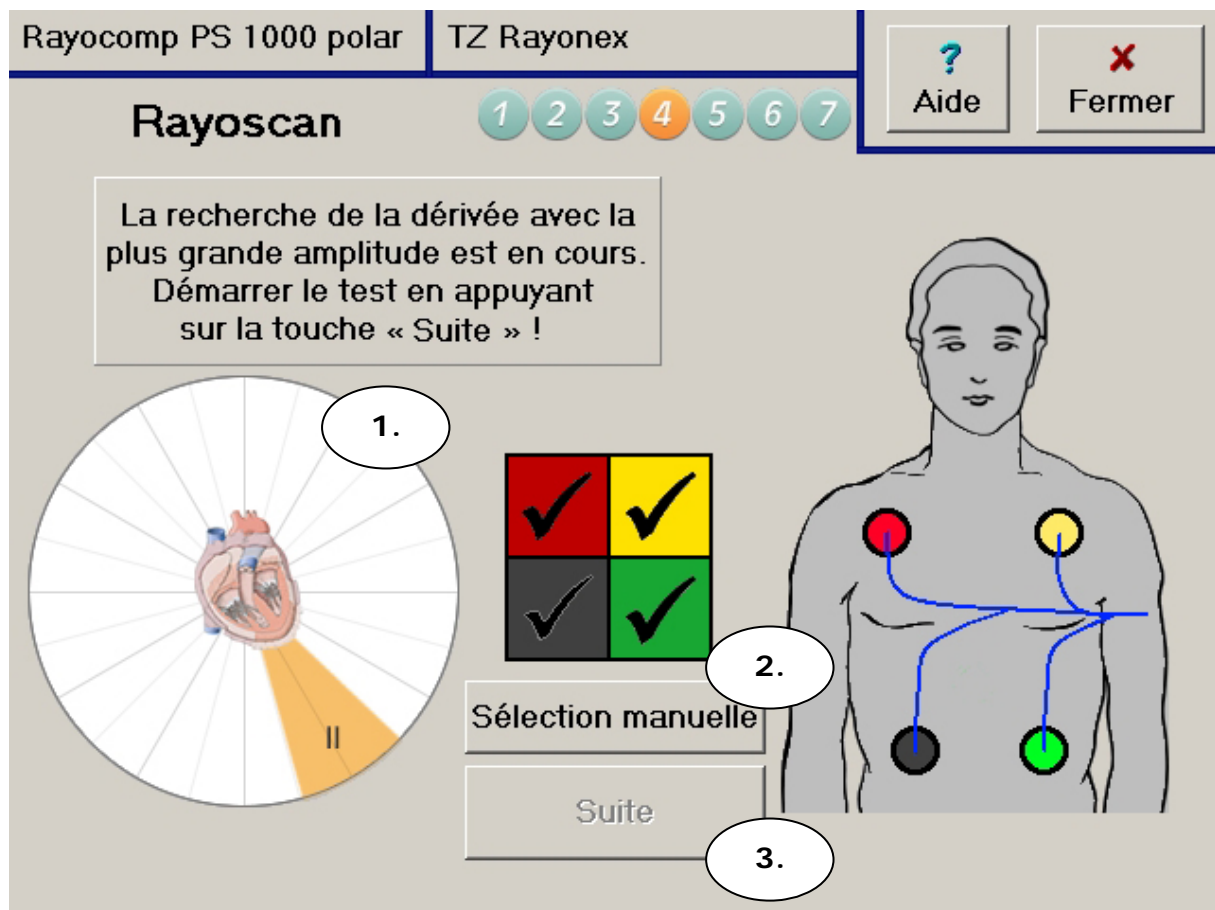 Rayocomp PS 1000 polar
TZ Rayonex
?
Aide
Fermer
Rayoscan
1 2 3 4 5 6 7
La recherche de la dérivée avec la
plus grande amplitude est en cours.
Démarrer le test en appuyant
sur la touche « Suite » !
1.
II
2.
Sélection manuelle
Suite
3.